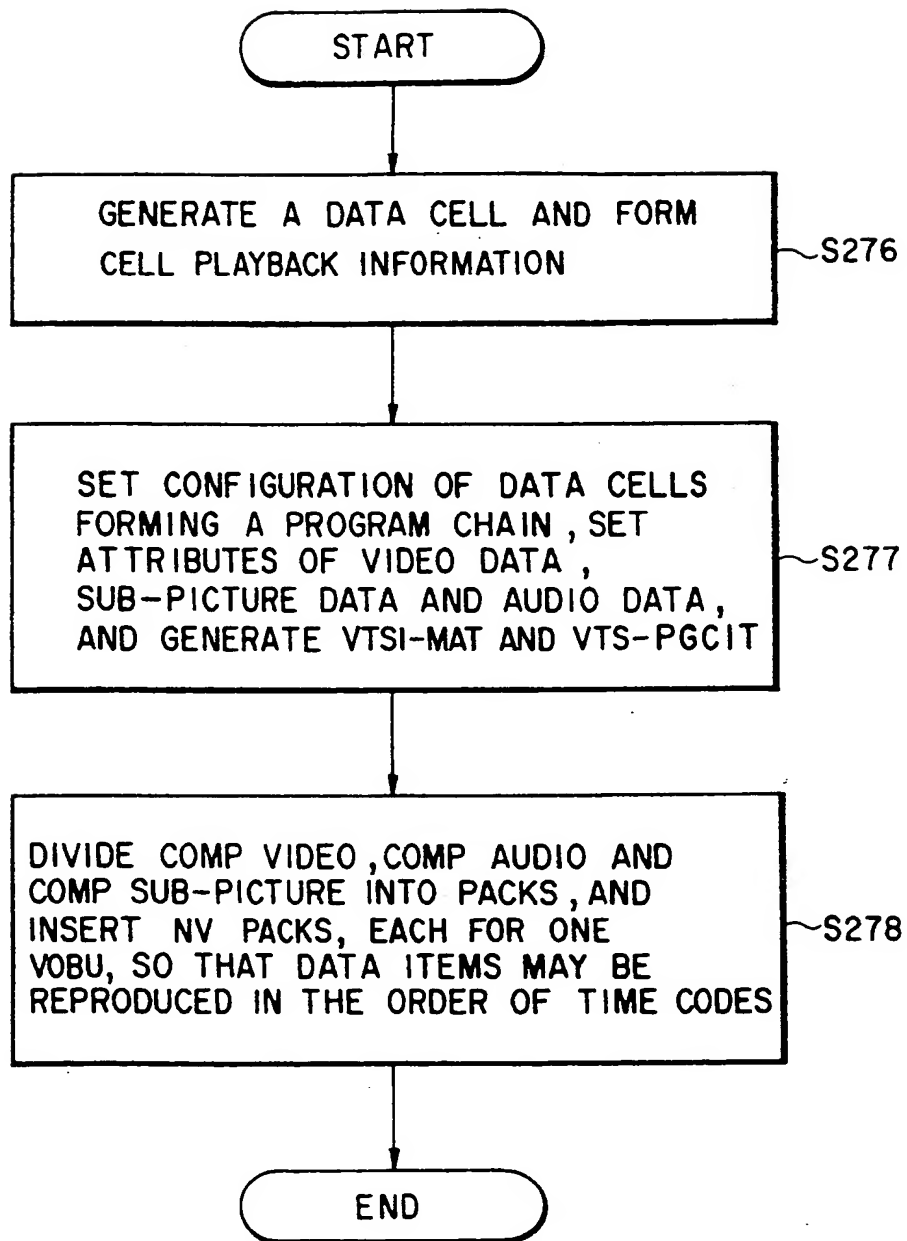 START
GENERATE A DATA CELL AND FORM
CELL PLAYBACK INFORMATION
S276
SET CONFIGURATION OF DATA CELLS
FORMING A PROGRAM CHAIN, SET
ATTRIBUTES OF VIDEO DATA,
SUB-PICTURE DATA AND AUDIO DATA,
AND GENERATE VTSI-MAT AND VTS-PGCIT
S277
DIVIDE COMP VIDEO, COMP AUDIO AND
COMP SUB-PICTURE INTO PACKS, AND
INSERT NV PACKS, EACH FOR ONE
VOBU, SO THAT DATA ITEMS MAY BE
REPRODUCED IN THE ORDER OF TIME CODES
S278
END